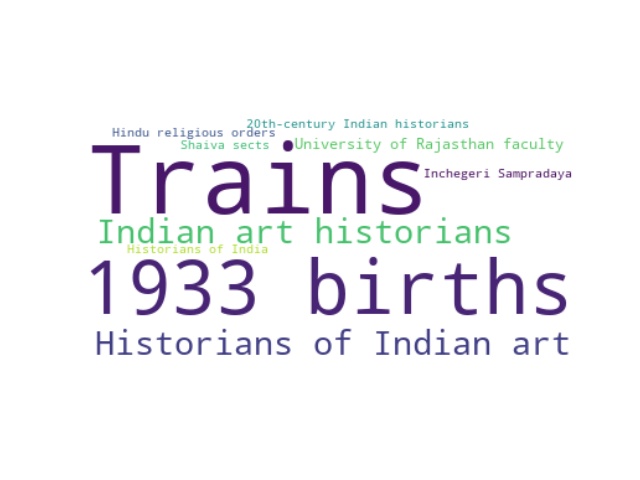 20th-century Indian historians
Hindu religious orders
Shaiva sects
University of Rajasthan faculty
Trains
Inchegeri Sampradaya
Indian art historians
Historians of India
1933 births
Historians of Indian art